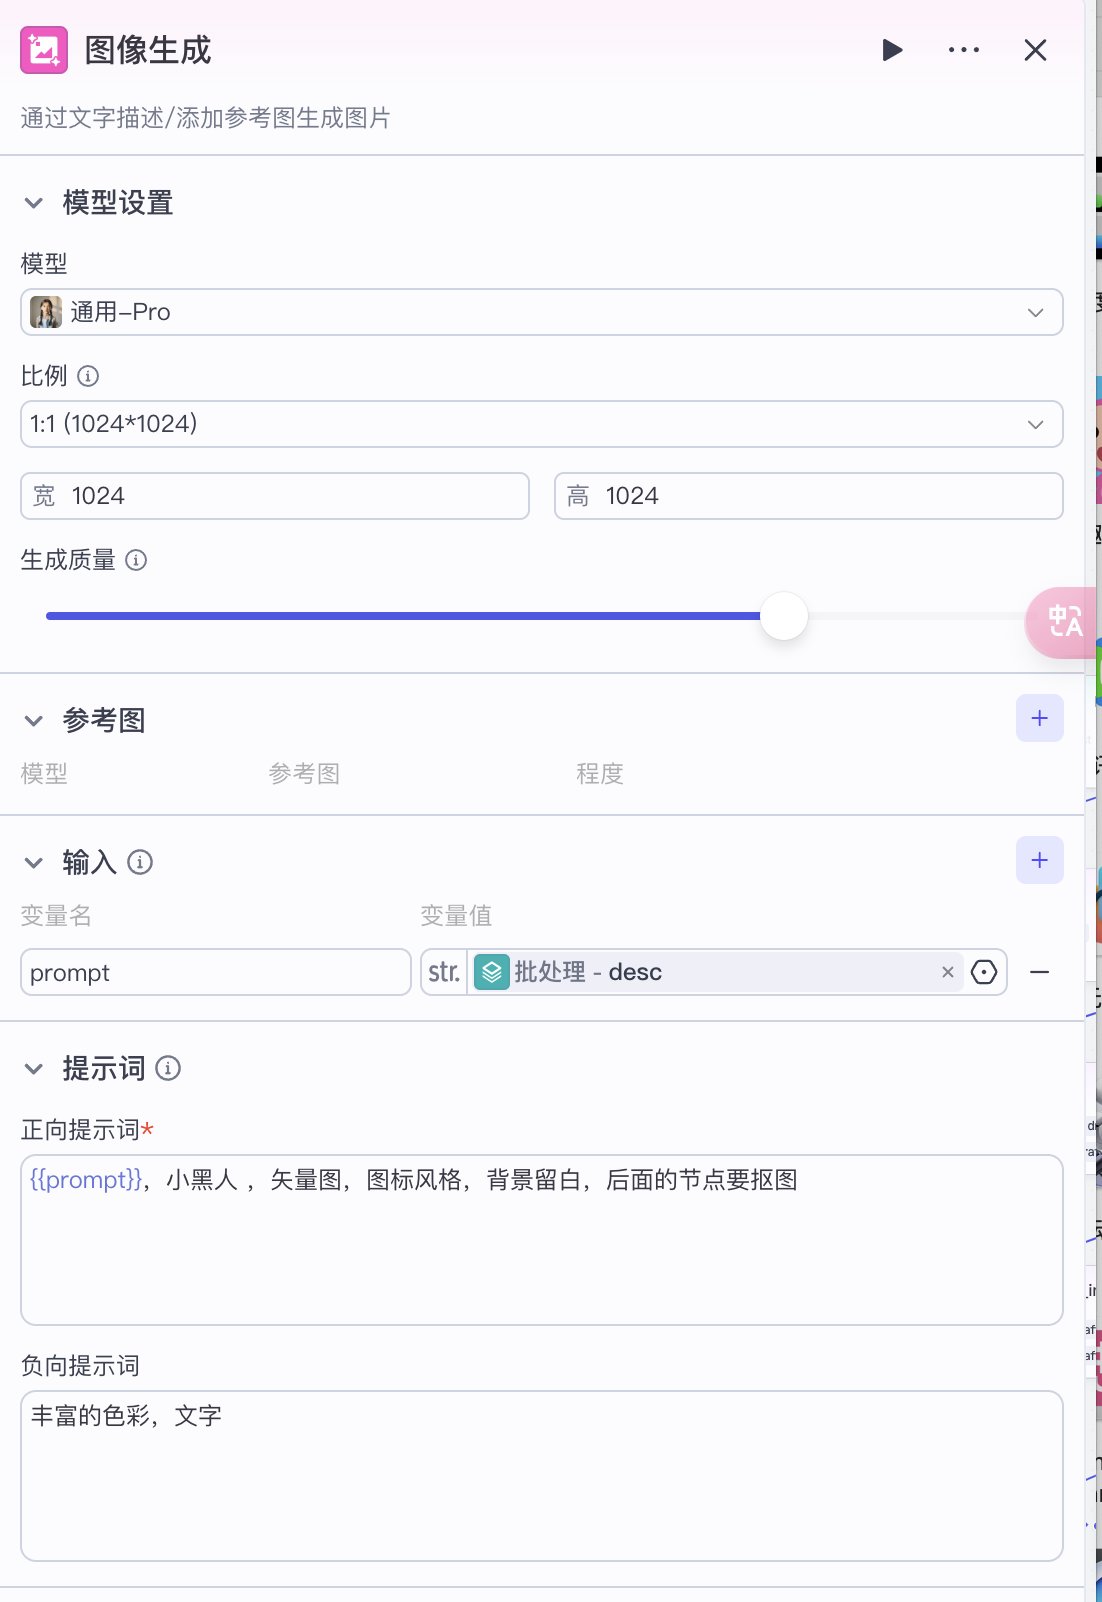 图像生成
通过文字描述/添加参考图生成图片
模型设置
模型
通用-Pro
比例
1:1 (1024*1024)
宽 1024
高 1024
生成质量
中A
参考图
模型 参考图 程度
输入
变量名 变量值
prompt str. 批处理 - desc
提示词
正向提示词*
{{prompt}}，小黑人 ，矢量图，图标风格，背景留白，后面的节点要抠图
负向提示词
丰富的色彩，文字